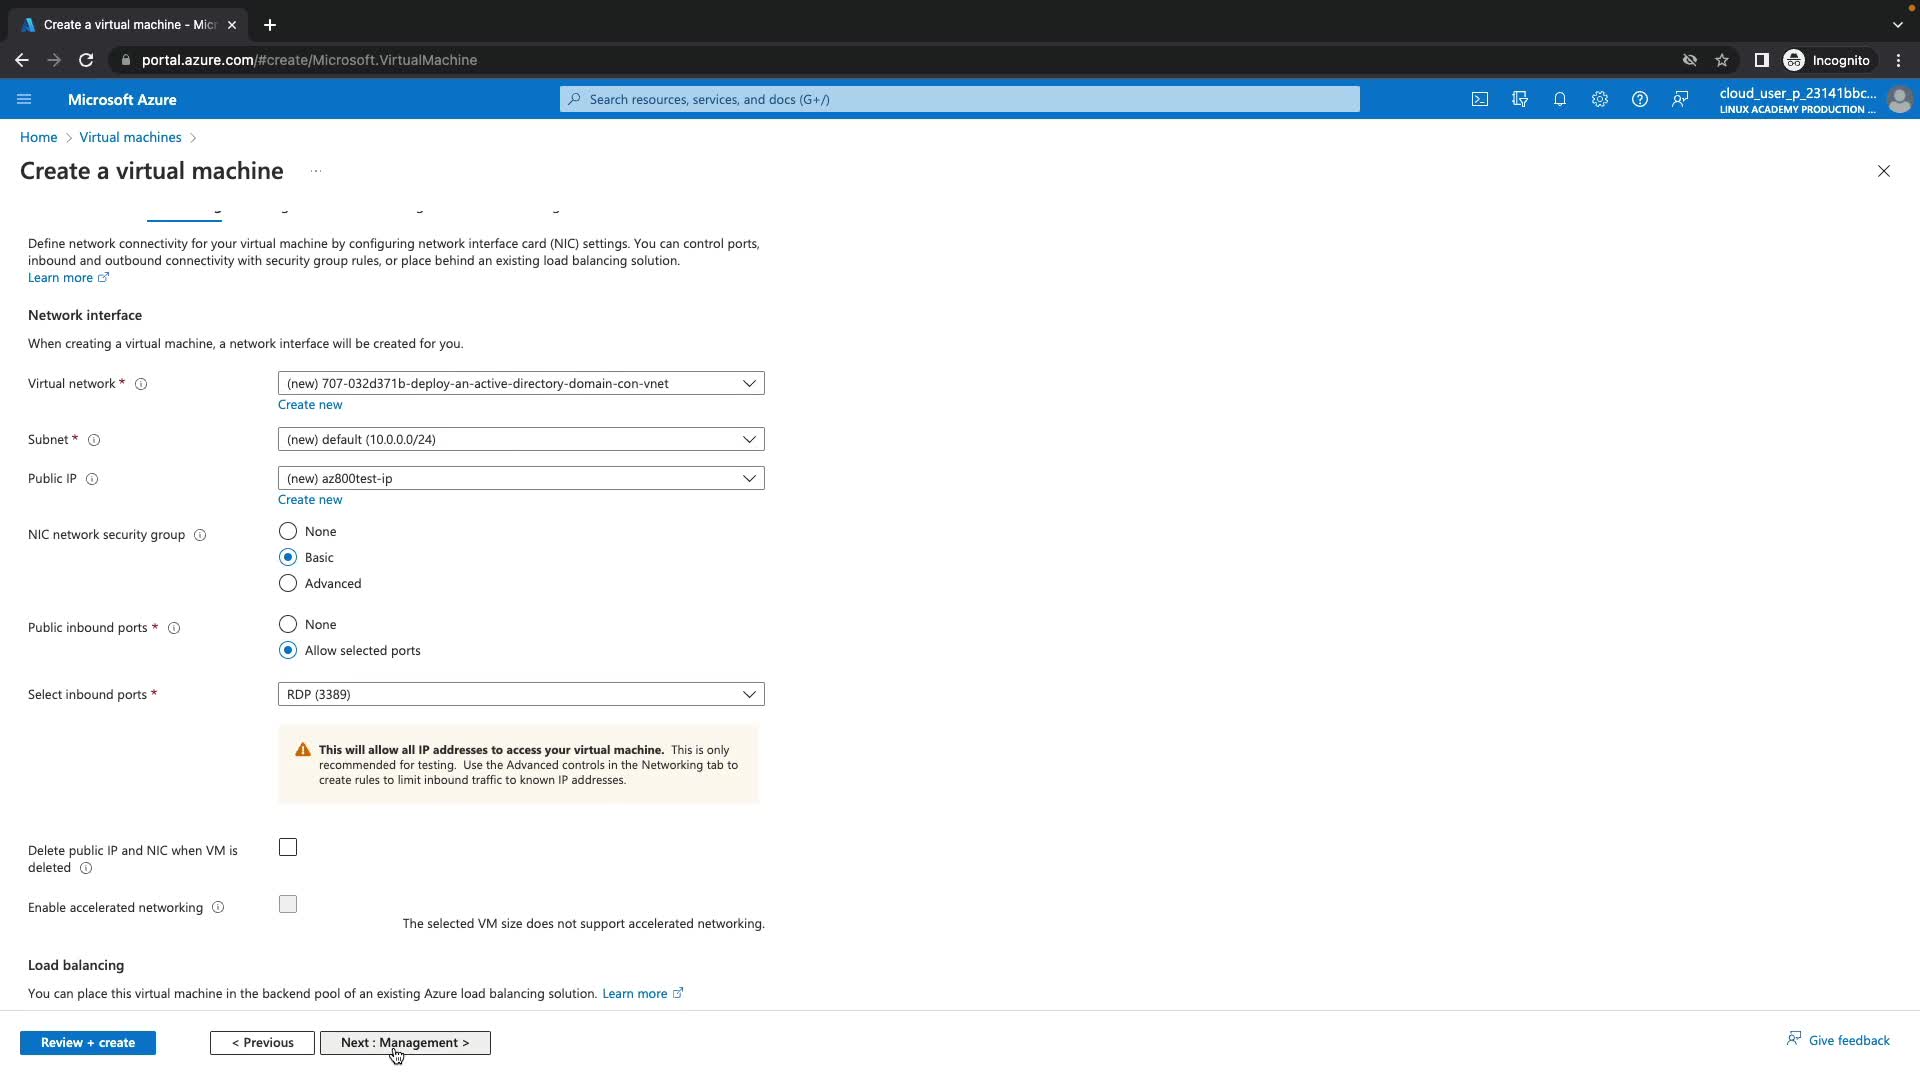 Create a virtual machine - Mic
portal.azure.com/#create/Microsoft.VirtualMachine
Incognito
Microsoft Azure
Search resources, services, and docs (G+/)
cloud_user_p_23141bbc...
LINUX ACADEMY PRODUCTION ...
Home > Virtual machines >
Create a virtual machine ...
Define network connectivity for your virtual machine by configuring network interface card (NIC) settings. You can control ports,
inbound and outbound connectivity with security group rules, or place behind an existing load balancing solution.
Learn more
Network interface
When creating a virtual machine, a network interface will be created for you.
Virtual network *
(new) 707-032d371b-deploy-an-active-directory-domain-con-vnet
Create new
Subnet *
(new) default (10.0.0.0/24)
Public IP
(new) az800test-ip
Create new
NIC network security group
None
Basic
Advanced
Public inbound ports *
None
Allow selected ports
Select inbound ports *
RDP (3389)
This will allow all IP addresses to access your virtual machine. This is only
recommended for testing. Use the Advanced controls in the Networking tab to
create rules to limit inbound traffic to known IP addresses.
Delete public IP and NIC when VM is
deleted
Enable accelerated networking
The selected VM size does not support accelerated networking.
Load balancing
You can place this virtual machine in the backend pool of an existing Azure load balancing solution. Learn more
Review + create
< Previous
Next : Management >
Give feedback